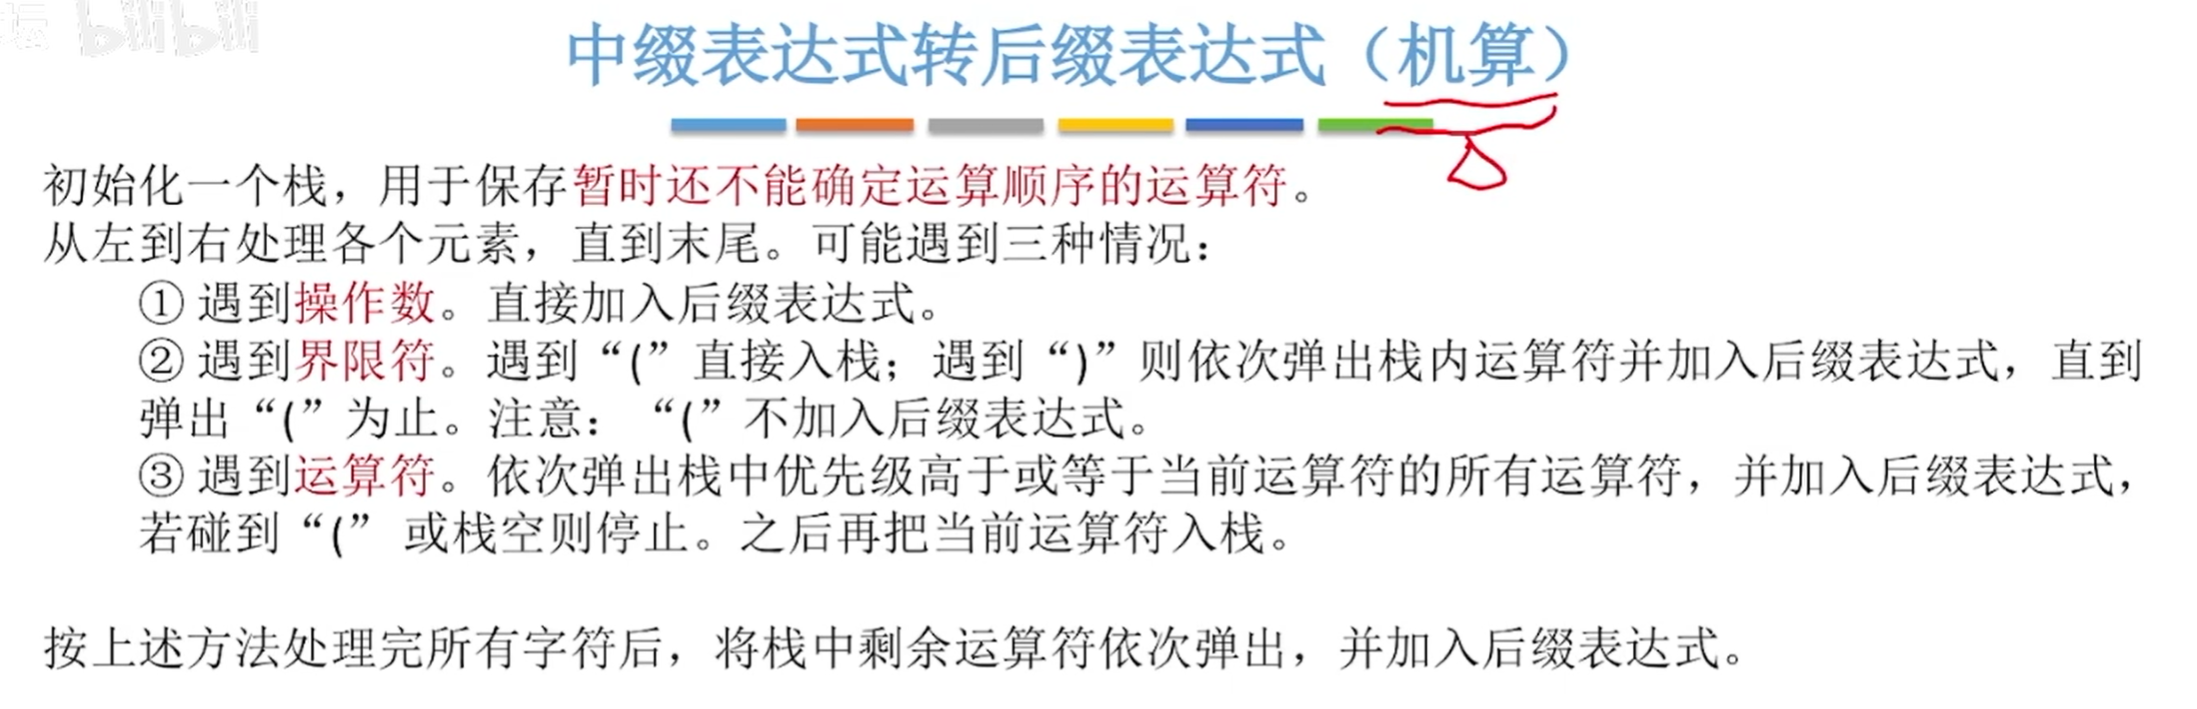 坛 bilibili
中缀表达式转后缀表达式（机算）
初始化一个栈，用于保存暂时还不能确定运算顺序的运算符。
从左到右处理各个元素，直到末尾。可能遇到三种情况：
① 遇到操作数。直接加入后缀表达式。
② 遇到界限符。遇到“(”直接入栈；遇到“)”则依次弹出栈内运算符并加入后缀表达式，直到
弹出“(”为止。注意：“(”不加入后缀表达式。
③ 遇到运算符。依次弹出栈中优先级高于或等于当前运算符的所有运算符，并加入后缀表达式，
若碰到“(” 或栈空则停止。之后再把当前运算符入栈。
按上述方法处理完所有字符后，将栈中剩余运算符依次弹出，并加入后缀表达式。